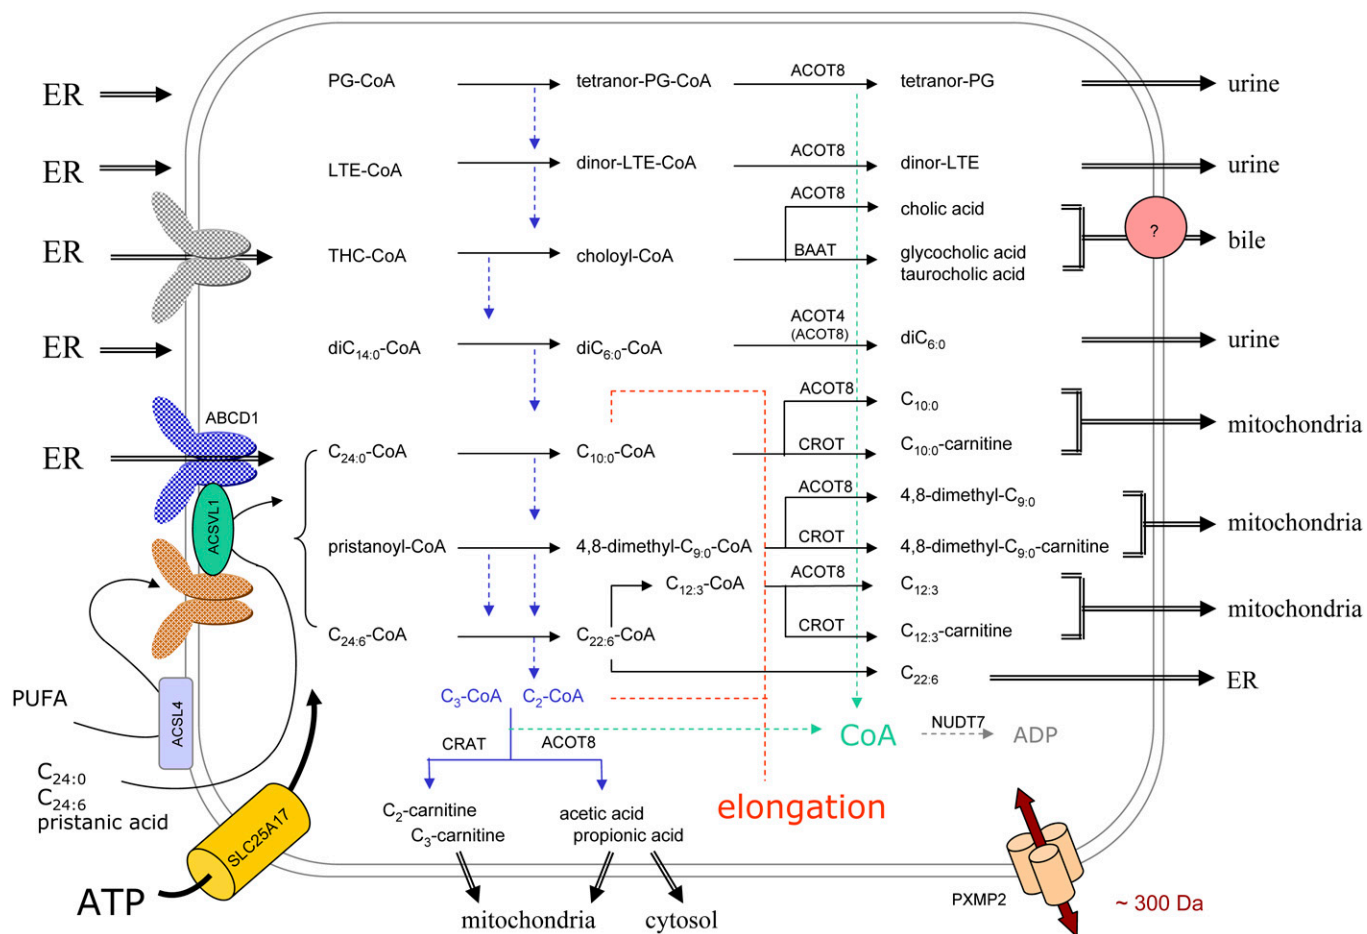 ER PG-CoA tetranor-PG-CoA ACOT8 tetranor-PG urine
ER LTE-CoA dinor-LTE-CoA ACOT8 dinor-LTE urine
ACOT8 cholic acid
ER THC-CoA choloyl-CoA BAAT glycocholic acid ? bile
taurocholic acid
ACOT4
ER diC14:0-CoA diC6:0-CoA (ACOT8) diC6:0 urine
ABCD1 ACOT8 C10:0
mitochondria
ER C24:0-CoA C10:0-CoA CROT C10:0-carnitine
ACSVL1 ACOT8 4,8-dimethyl-C9:0
mitochondria
pristanoyl-CoA 4,8-dimethyl-C9:0-CoA CROT 4,8-dimethyl-C9:0-carnitine
C12:3-CoA ACOT8 C12:3
mitochondria
C24:6-CoA C22:6-CoA CROT C12:3-carnitine
C22:6 ER
PUFA ACSL4 C3-CoA C2-CoA
CoA NUDT7 ADP
CRAT ACOT8
C24:0
C24:6
pristanic acid
SLC25A17
ATP
C2-carnitine acetic acid
C3-carnitine propionic acid
elongation
mitochondria cytosol
PXMP2 ~ 300 Da